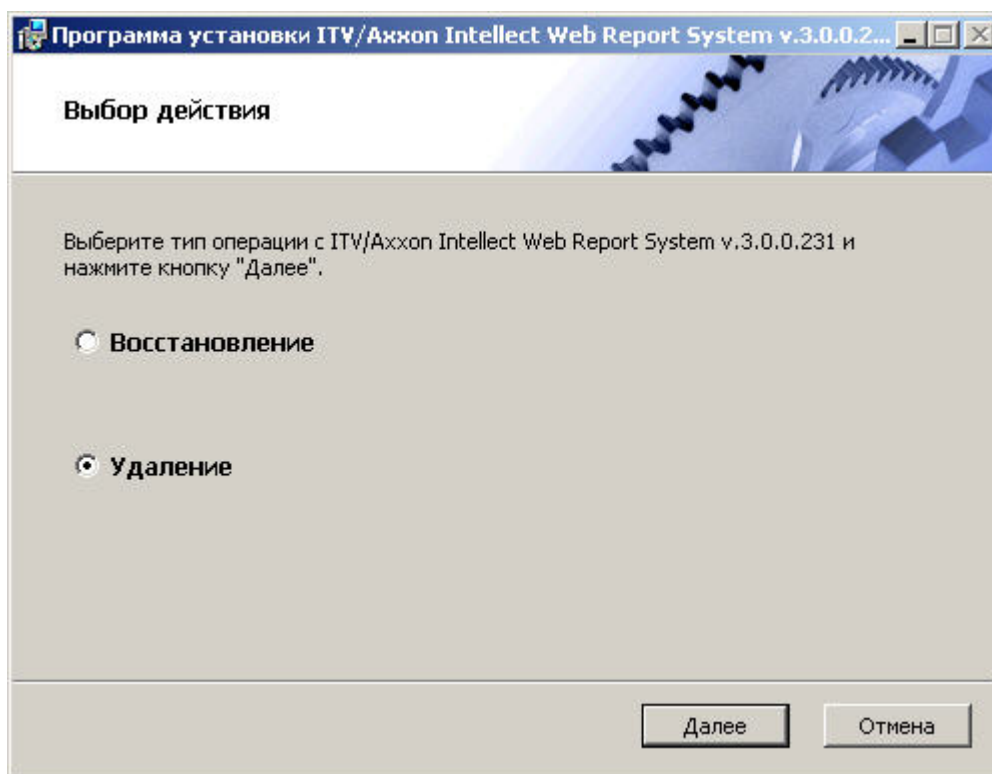 Программа установки ITV/Axxon Intellect Web Report System v.3.0.0.2...
Выбор действия
Выберите тип операции с ITV/Axxon Intellect Web Report System v.3.0.0.231 и
нажмите кнопку "Далее".
Восстановление
Удаление
Далее
Отмена